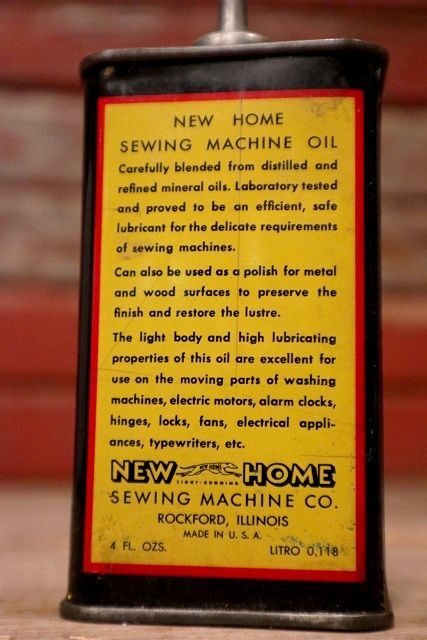 NEW HOME
SEWING MACHINE OIL
Carefully blended from distilled and
refined mineral oils. Laboratory tested
and proved to be an efficient, safe
lubricant for the delicate requirements
of sewing machines.
Can also be used as a polish for metal
and wood surfaces to preserve the
finish and restore the lustre.
The light body and high lubricating
properties of this oil are excellent for
use on the moving parts of washing
machines, electric motors, alarm clocks,
hinges, locks, fans, electrical appli-
ances, typewriters, etc.
NEW NEW HOME HOME
LIGHT-RUNNING
SEWING MACHINE CO.
ROCKFORD, ILLINOIS
MADE IN U. S. A.
4 FL. OZS. LITRO 0,118